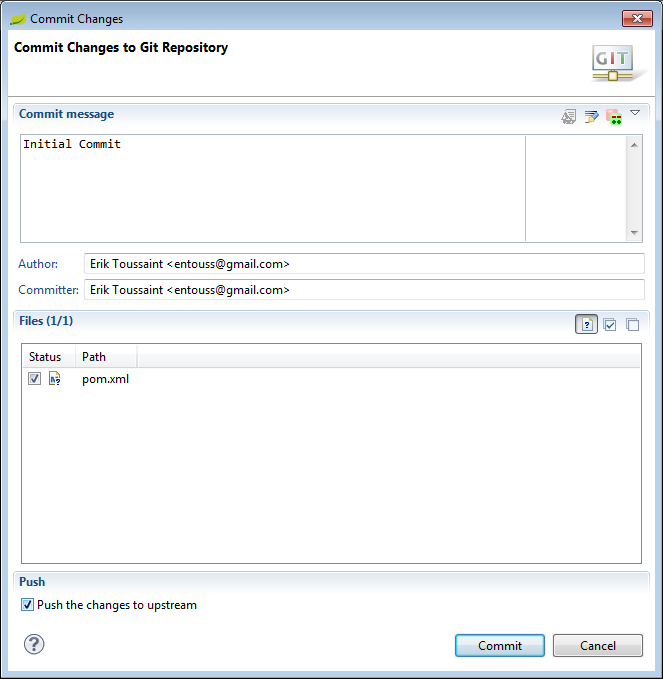 Commit Changes
Commit Changes to Git Repository
GIT
Commit message
Initial Commit
Author: Erik Toussaint <entouss@gmail.com>
Committer: Erik Toussaint <entouss@gmail.com>
Files (1/1)
Status Path
pom.xml
Push
Push the changes to upstream
Commit Cancel